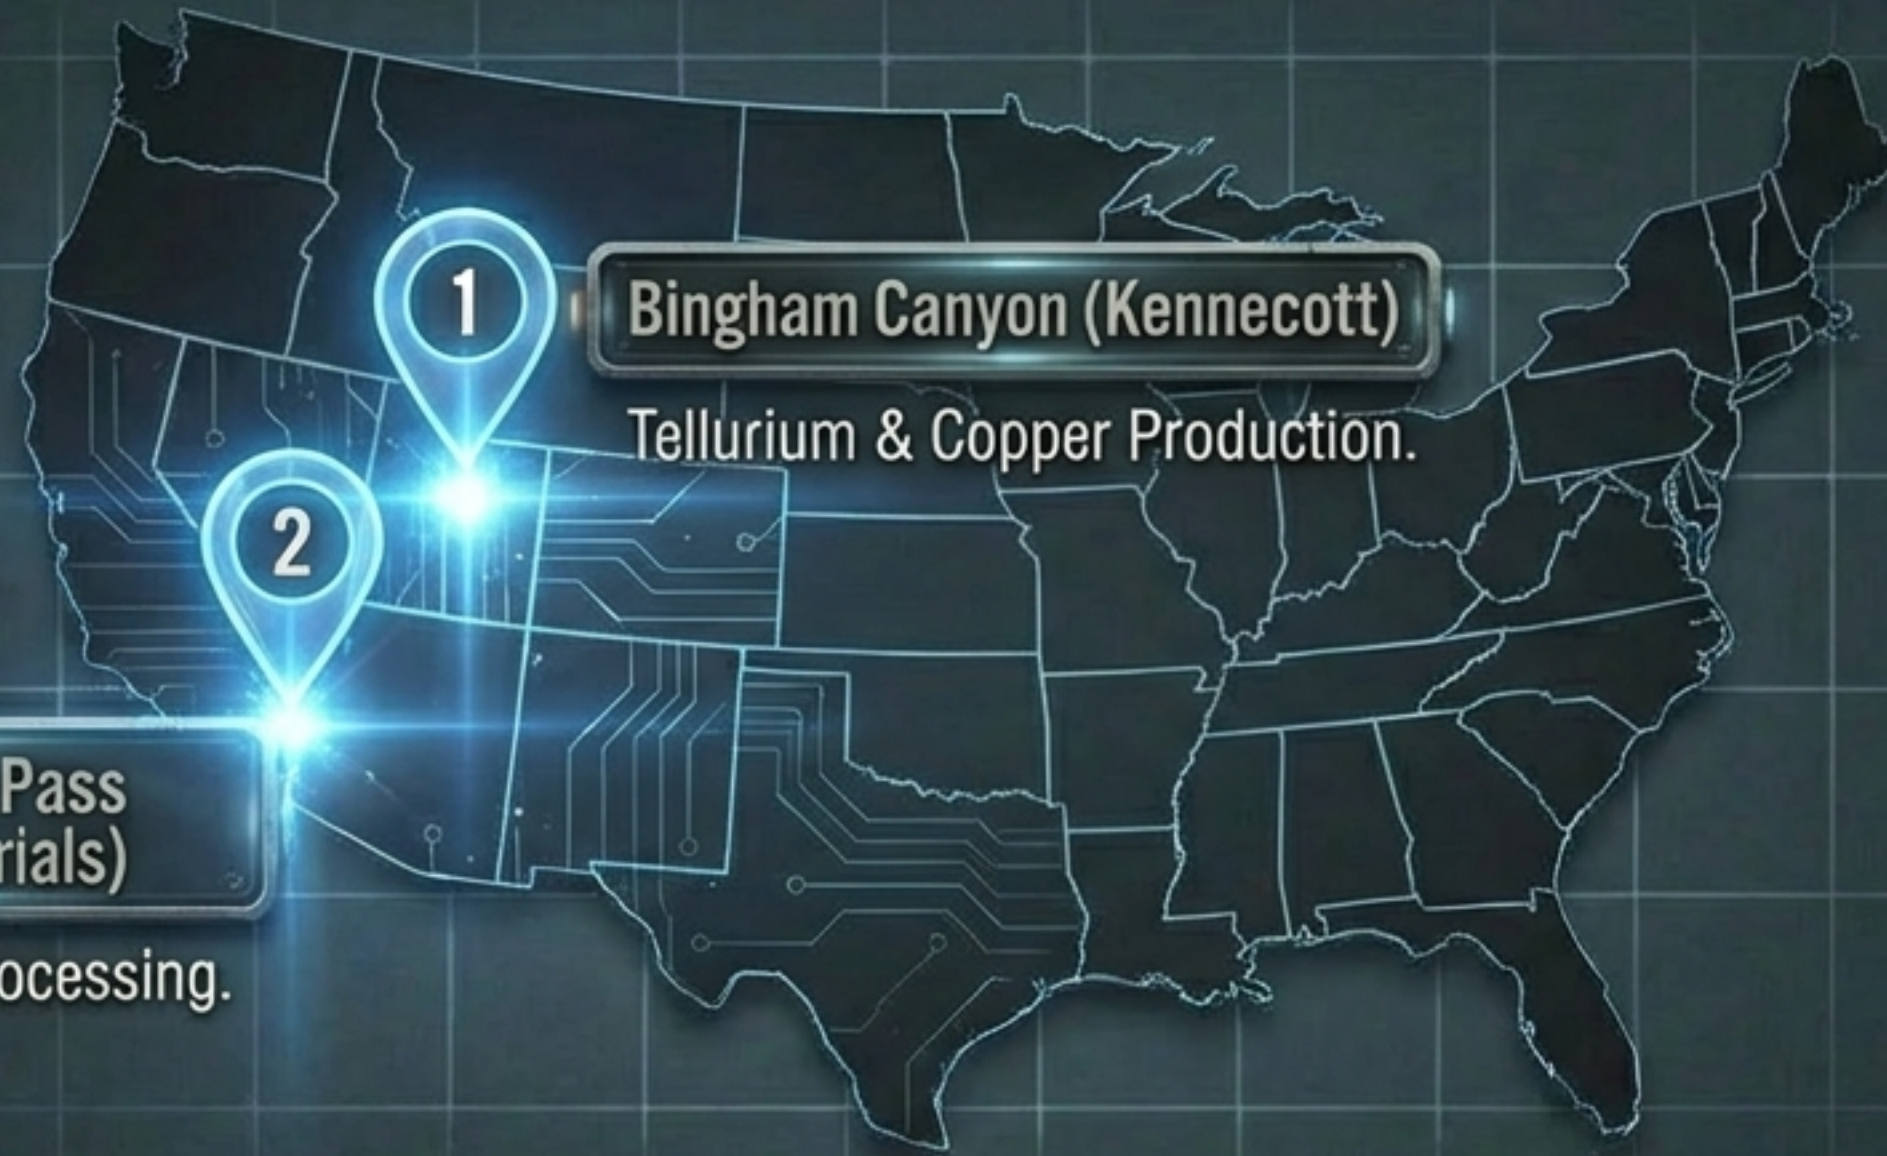 1
Bingham Canyon (Kennecott)
Tellurium & Copper Production.
2
Pass
rials)
ocessing.